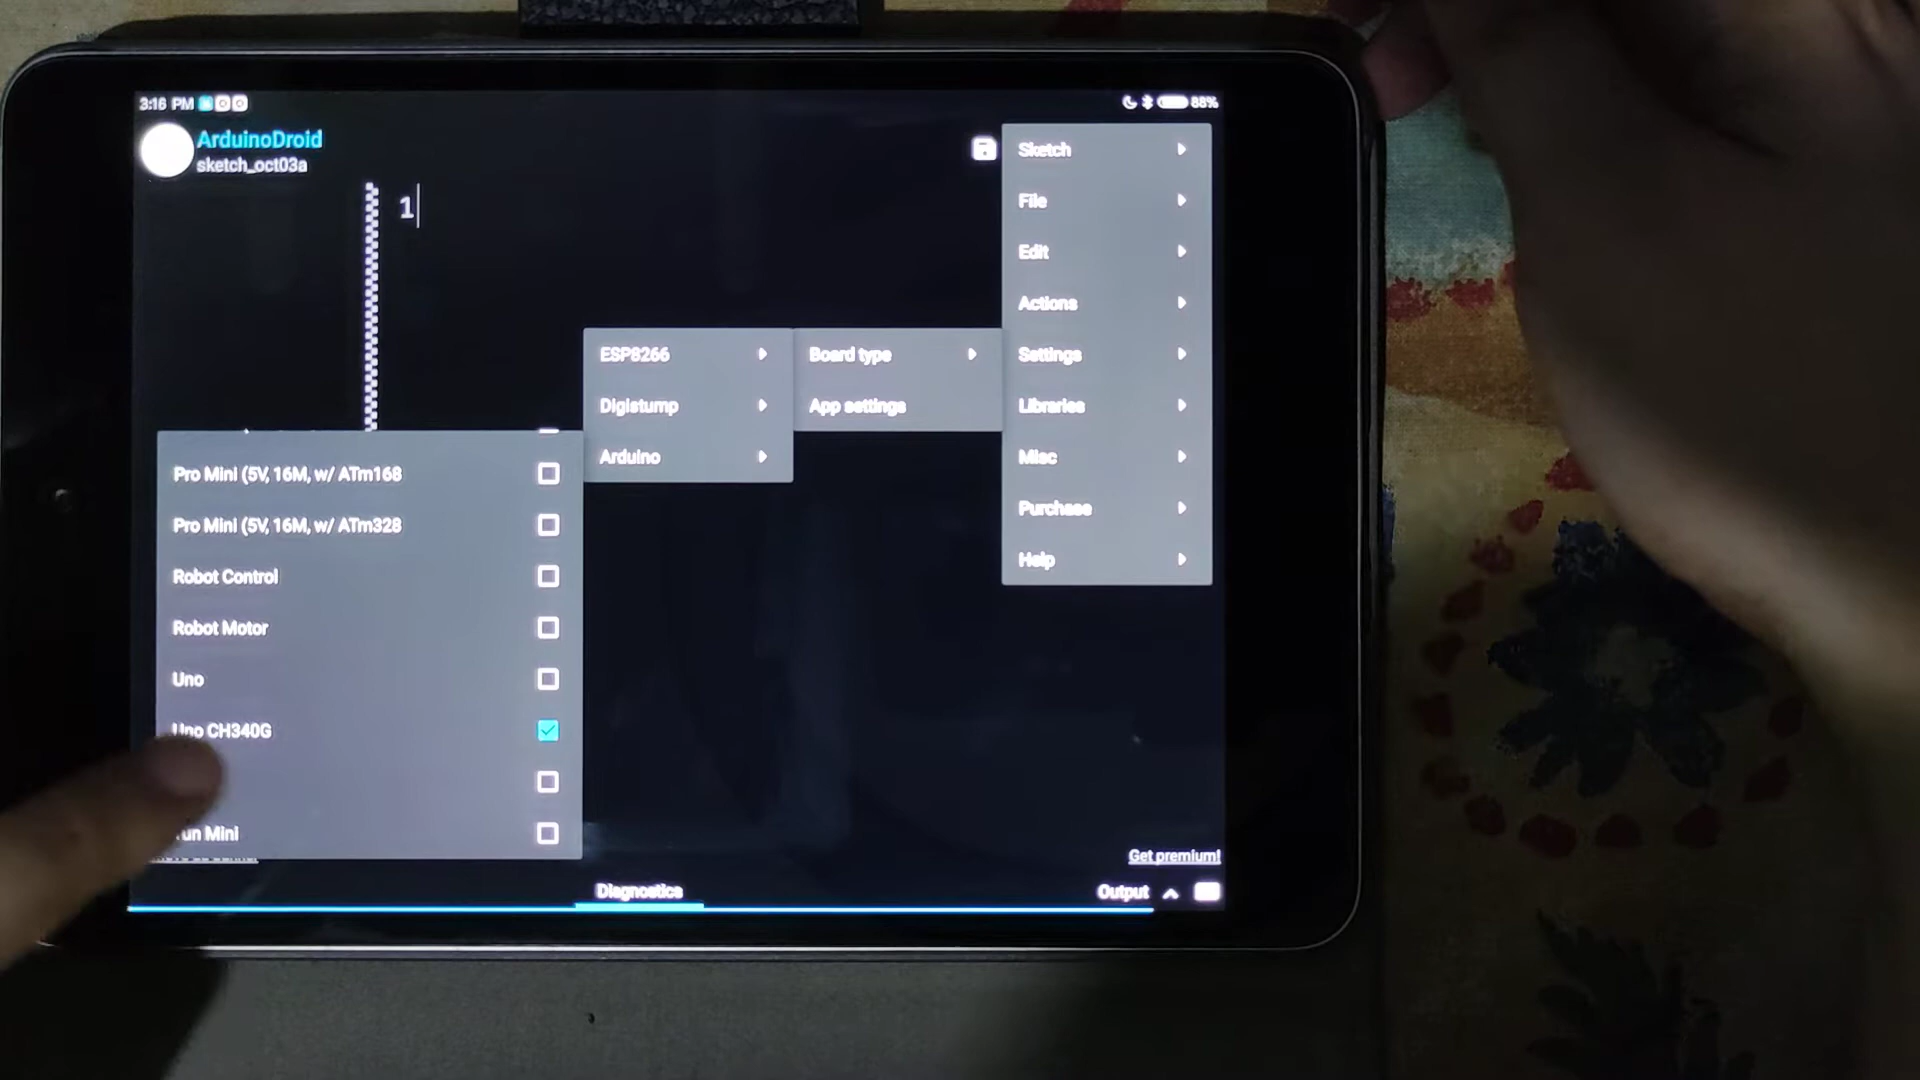 3:16 PM
88%
ArduinoDroid
sketch_oct03a
1
Sketch
File
Edit
Actions
Settings
Libraries
Misc
Purchase
Help
Board type
App settings
ESP8266
Digistump
Arduino
Pro Mini (5V, 16M, w/ ATm168
Pro Mini (5V, 16M, w/ ATm328
Robot Control
Robot Motor
Uno
Uno CH340G
Mini
Get premium!
Diagnostics
Output